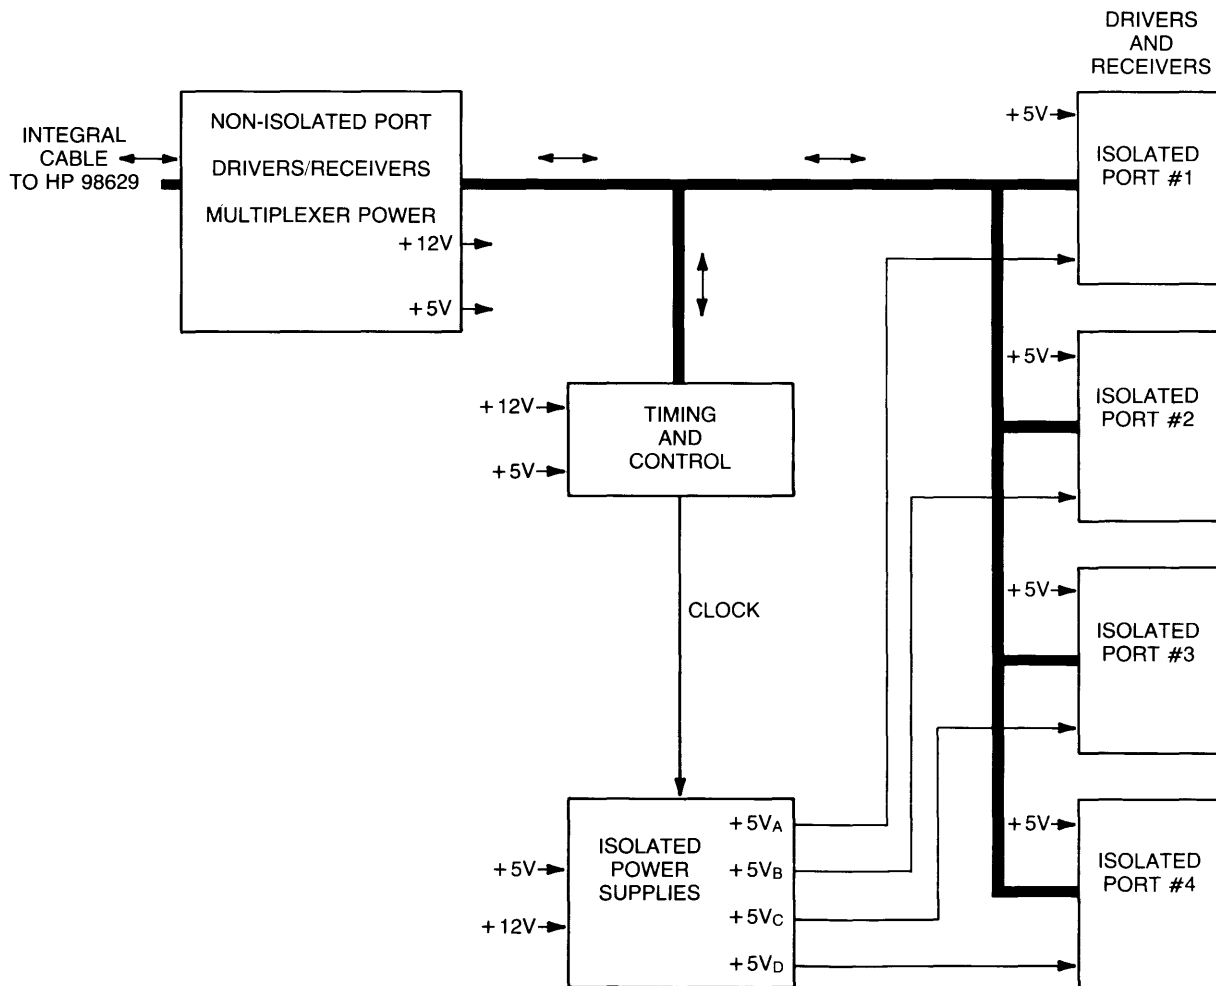 DRIVERS
AND
RECEIVERS
INTEGRAL
CABLE
TO HP 98629
NON-ISOLATED PORT
DRIVERS/RECEIVERS
MULTIPLEXER POWER
+12V
+5V
+5V
ISOLATED
PORT #1
+5V
ISOLATED
PORT #2
+12V
+5V
TIMING
AND
CONTROL
CLOCK
+5V
ISOLATED
PORT #3
+5V
+12V
ISOLATED
POWER
SUPPLIES
+5VA
+5VB
+5VC
+5VD
+5V
ISOLATED
PORT #4